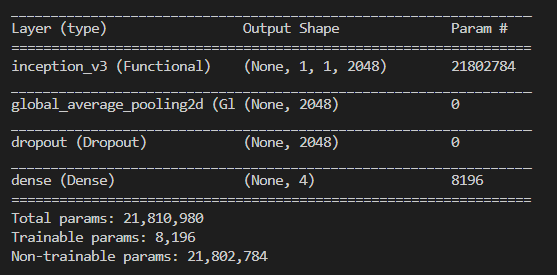 Layer (type) Output Shape Param #
inception_v3 (Functional) (None, 1, 1, 2048) 21802784
global_average_pooling2d (Gl (None, 2048) 0
dropout (Dropout) (None, 2048) 0
dense (Dense) (None, 4) 8196
Total params: 21,810,980
Trainable params: 8,196
Non-trainable params: 21,802,784